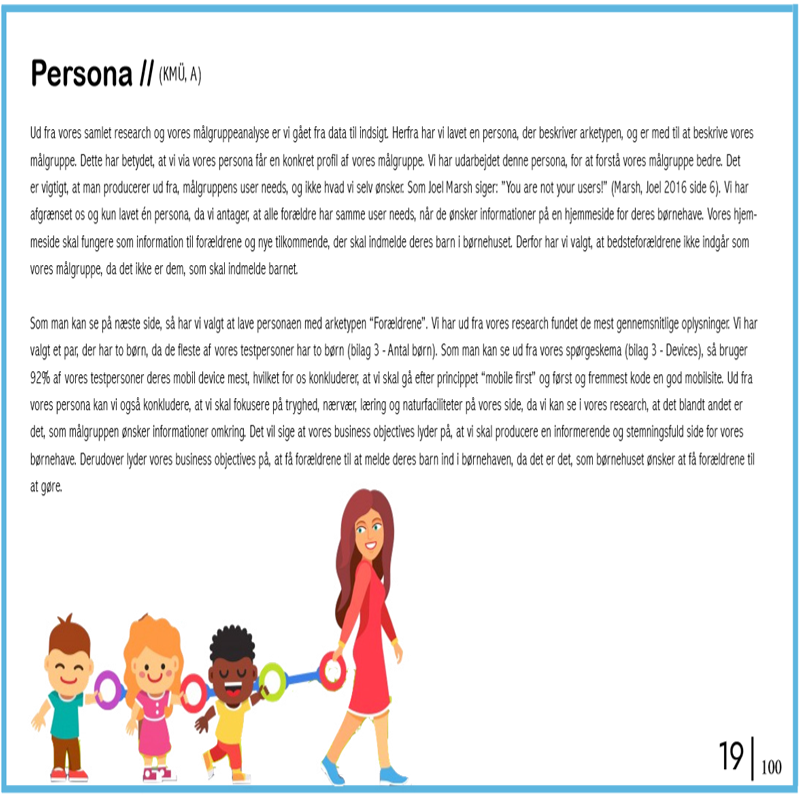 Persona // (KMÜ, A)
Ud fra vores samlet research og vores målgruppeanalyse er vi gået fra data til indsigt. Herfra har vi lavet en persona, der beskriver arketypen, og er med til at beskrive vores
målgruppe. Dette har betydet, at vi via vores persona får en konkret profil af vores målgruppe. Vi har udarbejdet denne persona, for at forstå vores målgruppe bedre. Det
er vigtigt, at man producerer ud fra, målgruppens user needs, og ikke hvad vi selv ønsker. Som Joel Marsh siger: "You are not your users!" (Marsh, Joel 2016 side 6). Vi har
afgrænset os og kun lavet én persona, da vi antager, at alle forældre har samme user needs, når de ønsker informationer på en hjemmeside for deres børnehave. Vores hjem-
meside skal fungere som information til forældrene og nye tilkommende, der skal indmelde deres barn i børnehuset. Derfor har vi valgt, at bedsteforældrene ikke indgår som
vores målgruppe, da det ikke er dem, som skal indmelde barnet.
Som man kan se på næste side, så har vi valgt at lave personaen med arketypen “Forældrene”. Vi har ud fra vores research fundet de mest gennemsnitlige oplysninger. Vi har
valgt et par, der har to børn, da de fleste af vores testpersoner har to børn (bilag 3 - Antal børn). Som man kan se ud fra vores spørgeskema (bilag 3 - Devices), så bruger
92% af vores testpersoner deres mobil device mest, hvilket for os konkluderer, at vi skal gå efter princippet “mobile first” og først og fremmest kode en god mobilsite. Ud fra
vores persona kan vi også konkludere, at vi skal fokusere på tryghed, nærvær, læring og naturfaciliteter på vores side, da vi kan se i vores research, at det blandt andet er
det, som målgruppen ønsker informationer omkring. Det vil sige at vores business objectives lyder på, at vi skal producere en informerende og stemningsfuld side for vores
børnehave. Derudover lyder vores business objectives på, at få forældrene til at melde deres barn ind i børnehaven, da det er det, som børnehuset ønsker at få forældrene til
at gøre.
19 | 100